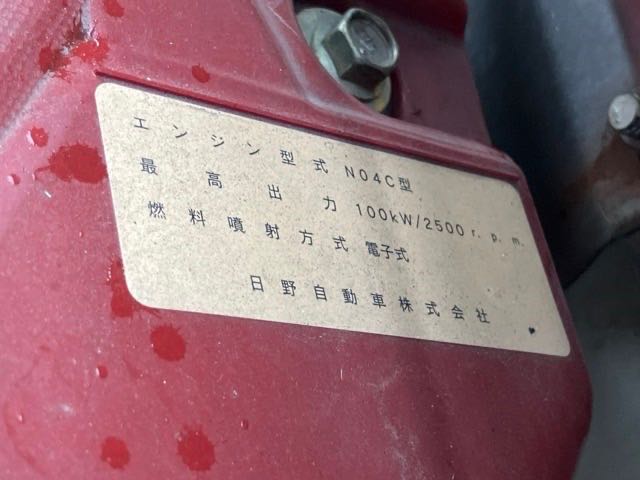 エンジン型式 N04C型
最高出力 100kW/2500r.p.m.
燃料噴射方式 電子式
日野自動車株式会社